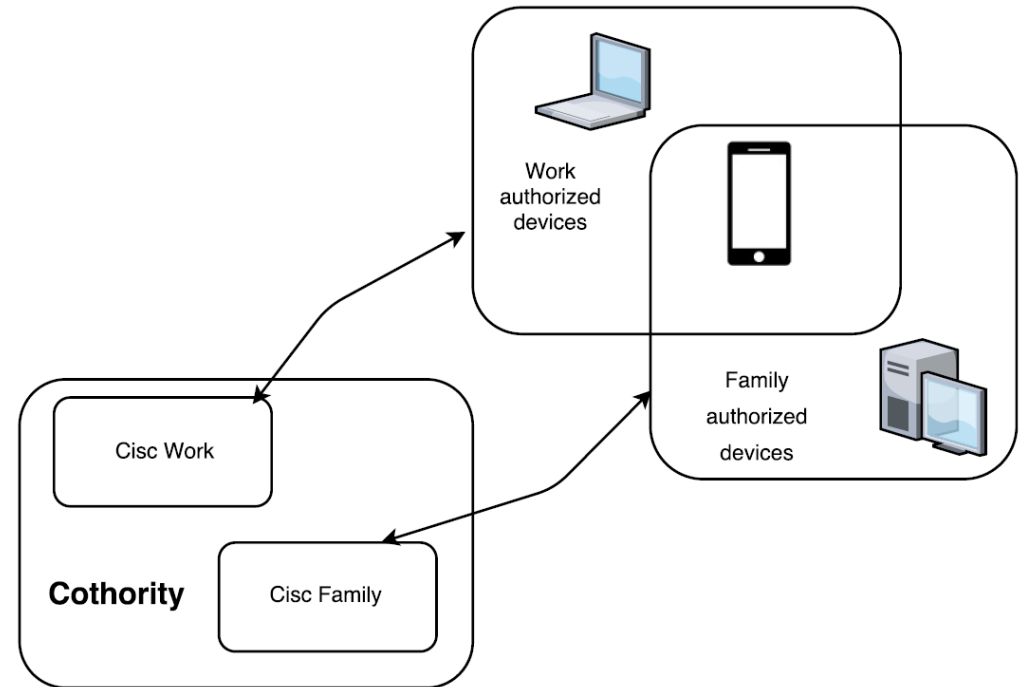 Work
authorized
devices
Family
authorized
devices
Cisc Work
Cothority
Cisc Family